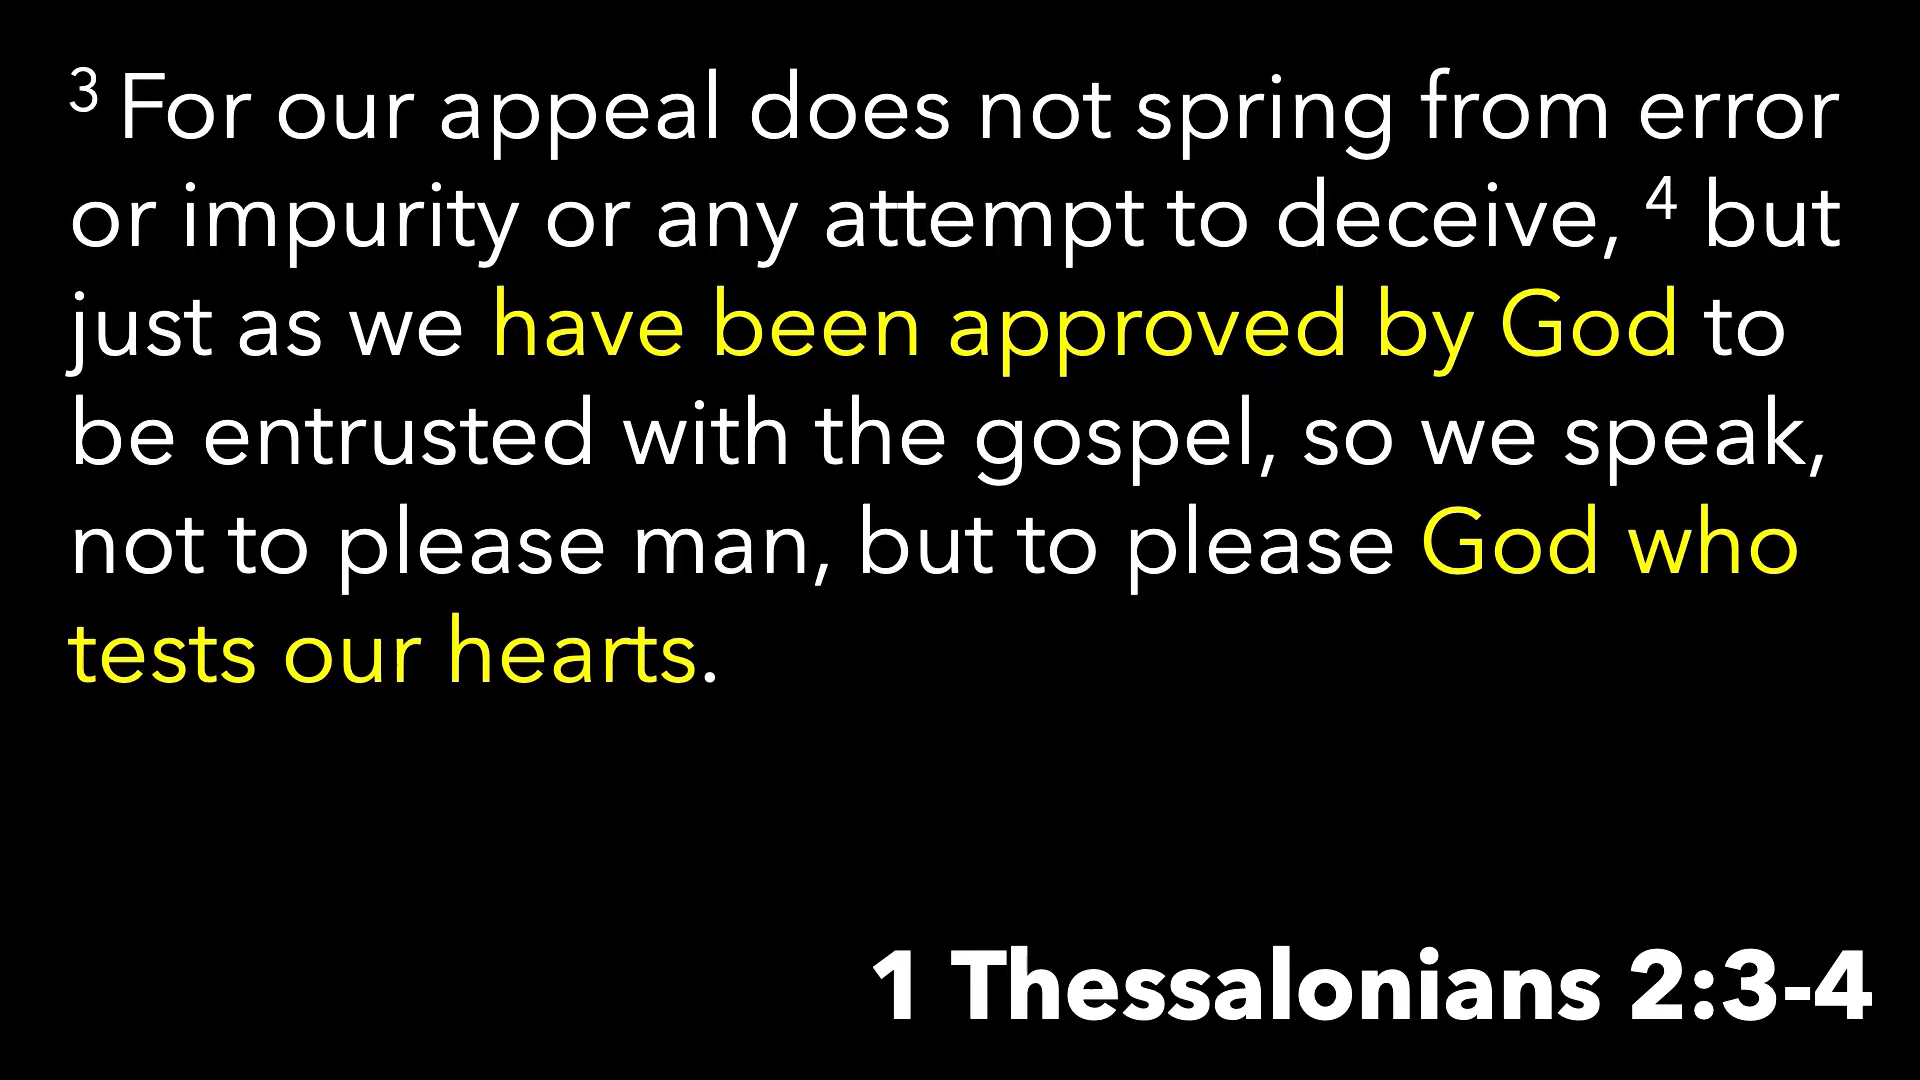 ³ For our appeal does not spring from error
or impurity or any attempt to deceive, ⁴ but
just as we have been approved by God to
be entrusted with the gospel, so we speak,
not to please man, but to please God who
tests our hearts.
1 Thessalonians 2:3-4